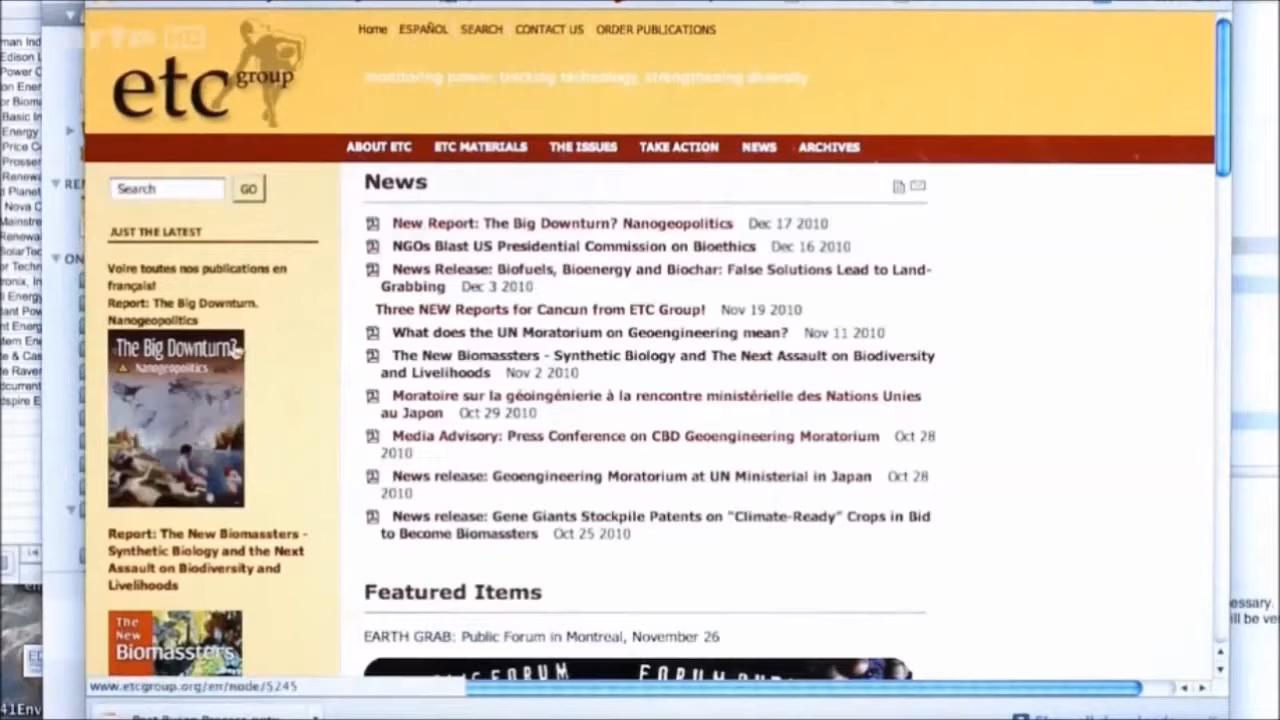 arte HD
Home ESPAÑOL SEARCH CONTACT US ORDER PUBLICATIONS
etc group
monitoring power, tracking technology, strengthening diversity
ABOUT ETC ETC MATERIALS THE ISSUES TAKE ACTION NEWS ARCHIVES
Search GO
JUST THE LATEST
Voire toutes nos publications en
français!
Report: The Big Downturn.
Nanogeopolitics
The Big Downturn?
Nanogeopolitics
Report: The New Biomassters -
Synthetic Biology and the Next
Assault on Biodiversity and
Livelihoods
The
New
Biomassters
News
New Report: The Big Downturn? Nanogeopolitics Dec 17 2010
NGOs Blast US Presidential Commission on Bioethics Dec 16 2010
News Release: Biofuels, Bioenergy and Biochar: False Solutions Lead to Land-
Grabbing Dec 3 2010
Three NEW Reports for Cancun from ETC Group! Nov 19 2010
What does the UN Moratorium on Geoengineering mean? Nov 11 2010
The New Biomassters - Synthetic Biology and The Next Assault on Biodiversity
and Livelihoods Nov 2 2010
Moratoire sur la géoingénierie à la rencontre ministérielle des Nations Unies
au Japon Oct 29 2010
Media Advisory: Press Conference on CBD Geoengineering Moratorium Oct 28
2010
News release: Geoengineering Moratorium at UN Ministerial in Japan Oct 28
2010
News release: Gene Giants Stockpile Patents on "Climate-Ready" Crops in Bid
to Become Biomassters Oct 25 2010
Featured Items
EARTH GRAB: Public Forum in Montreal, November 26
FORUM
www.etcgroup.org/en/node/5245